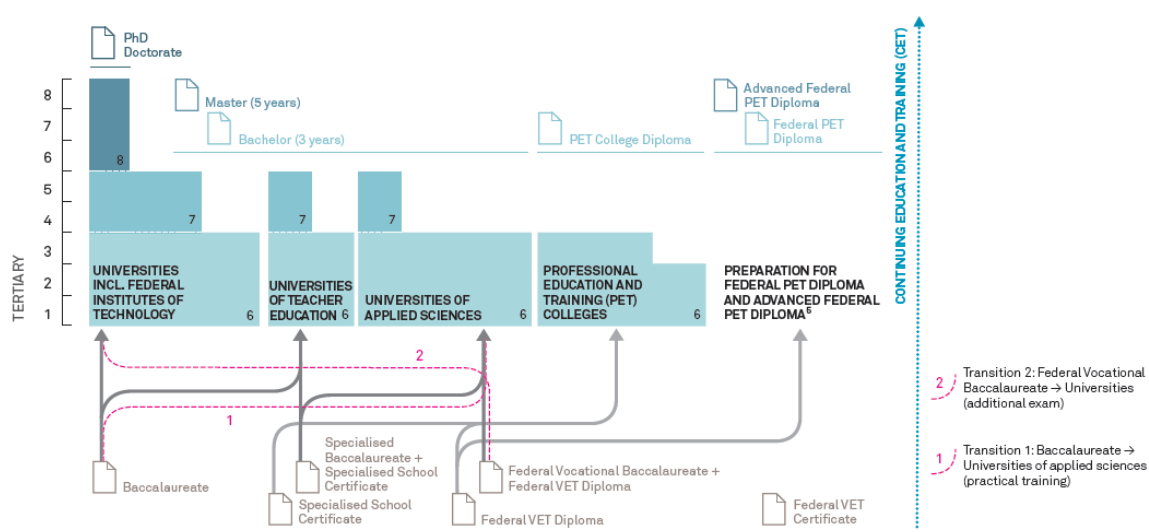 PhD
Doctorate
8
7
6
5
4
3
2
1
TERTIARY
Master (5 years)
Bachelor (3 years)
PET College Diploma
Advanced Federal
PET Diploma
Federal PET
Diploma
8
7
7
7
UNIVERSITIES
INCL. FEDERAL
INSTITUTES OF
TECHNOLOGY
6
UNIVERSITIES
OF TEACHER
EDUCATION
6
UNIVERSITIES OF
APPLIED SCIENCES
6
PROFESSIONAL
EDUCATION AND
TRAINING (PET)
COLLEGES
6
PREPARATION FOR
FEDERAL PET DIPLOMA
AND ADVANCED FEDERAL
PET DIPLOMA⁵
CONTINUING EDUCATION AND TRAINING (CET)
2
1
Baccalaureate
Specialised
Baccalaureate +
Specialised School
Certificate
Specialised School
Certificate
Federal Vocational Baccalaureate +
Federal VET Diploma
Federal VET Diploma
Federal VET
Certificate
2
Transition 2: Federal Vocational
Baccalaureate → Universities
(additional exam)
1
Transition 1: Baccalaureate →
Universities of applied sciences
(practical training)